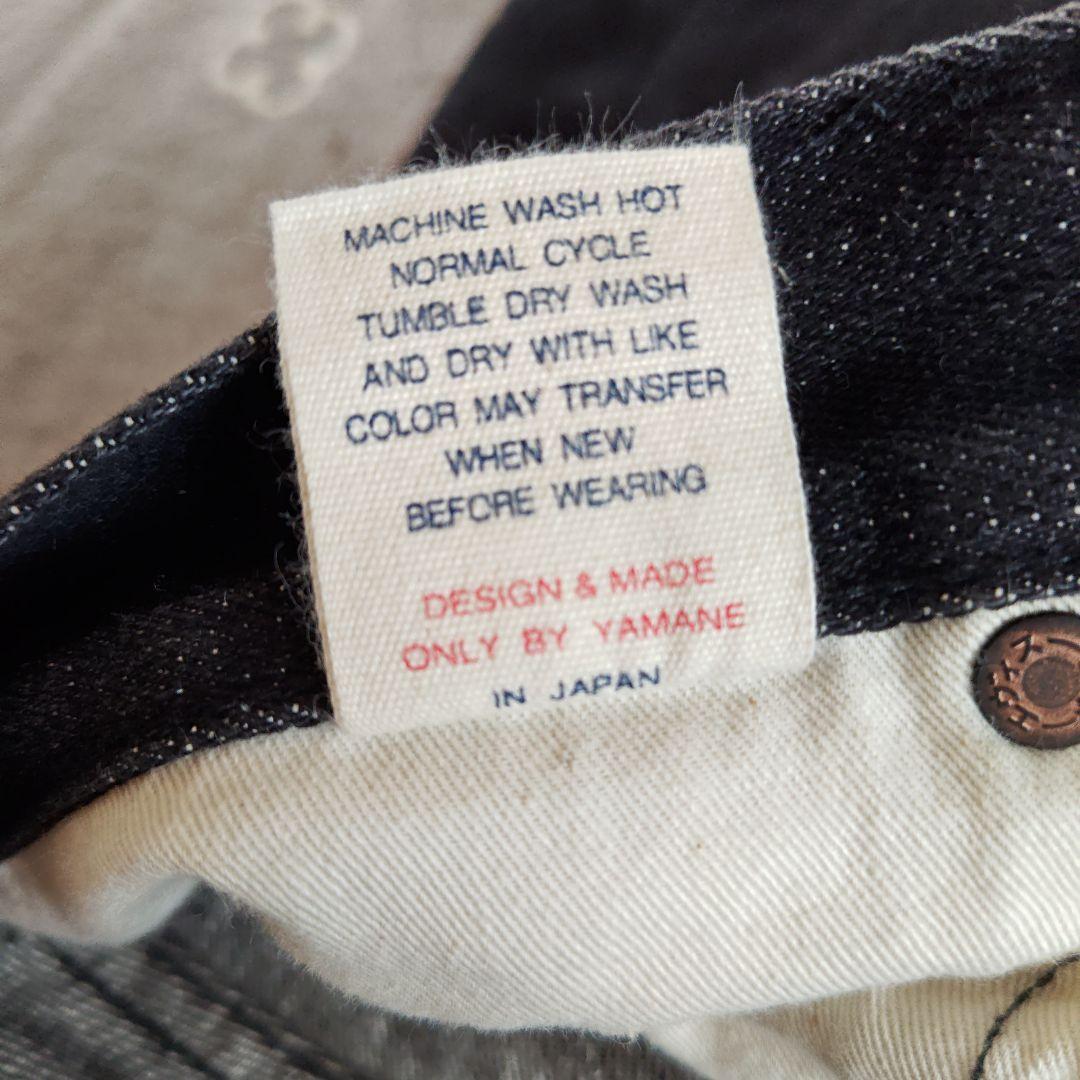 MACHINE WASH HOT
NORMAL CYCLE
TUMBLE DRY WASH
AND DRY WITH LIKE
COLOR MAY TRANSFER
WHEN NEW
BEFORE WEARING
DESIGN & MADE
ONLY BY YAMANE
IN JAPAN